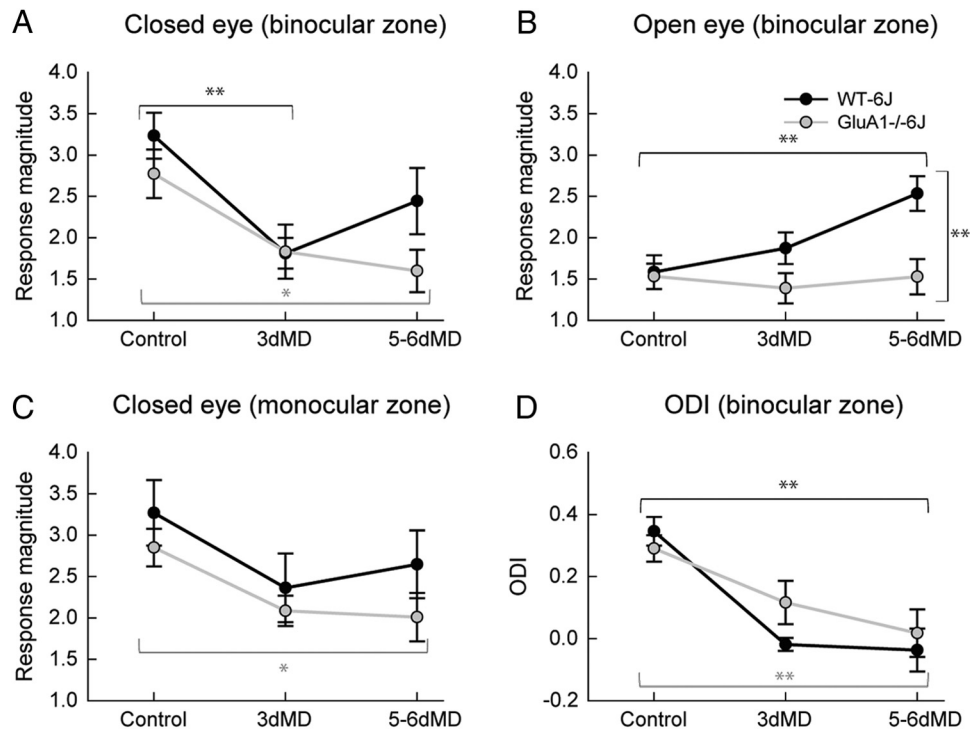 A Closed eye (binocular zone)
Response magnitude
4.0
3.5
3.0
2.5
2.0
1.5
1.0
**
*
Control 3dMD 5-6dMD
B Open eye (binocular zone)
Response magnitude
4.0
3.5
3.0
2.5
2.0
1.5
1.0
WT-6J
GluA1-/-6J
**
**
Control 3dMD 5-6dMD
C Closed eye (monocular zone)
Response magnitude
4.0
3.5
3.0
2.5
2.0
1.5
1.0
*
Control 3dMD 5-6dMD
D ODI (binocular zone)
ODI
0.6
0.4
0.2
0.0
-0.2
**
**
Control 3dMD 5-6dMD